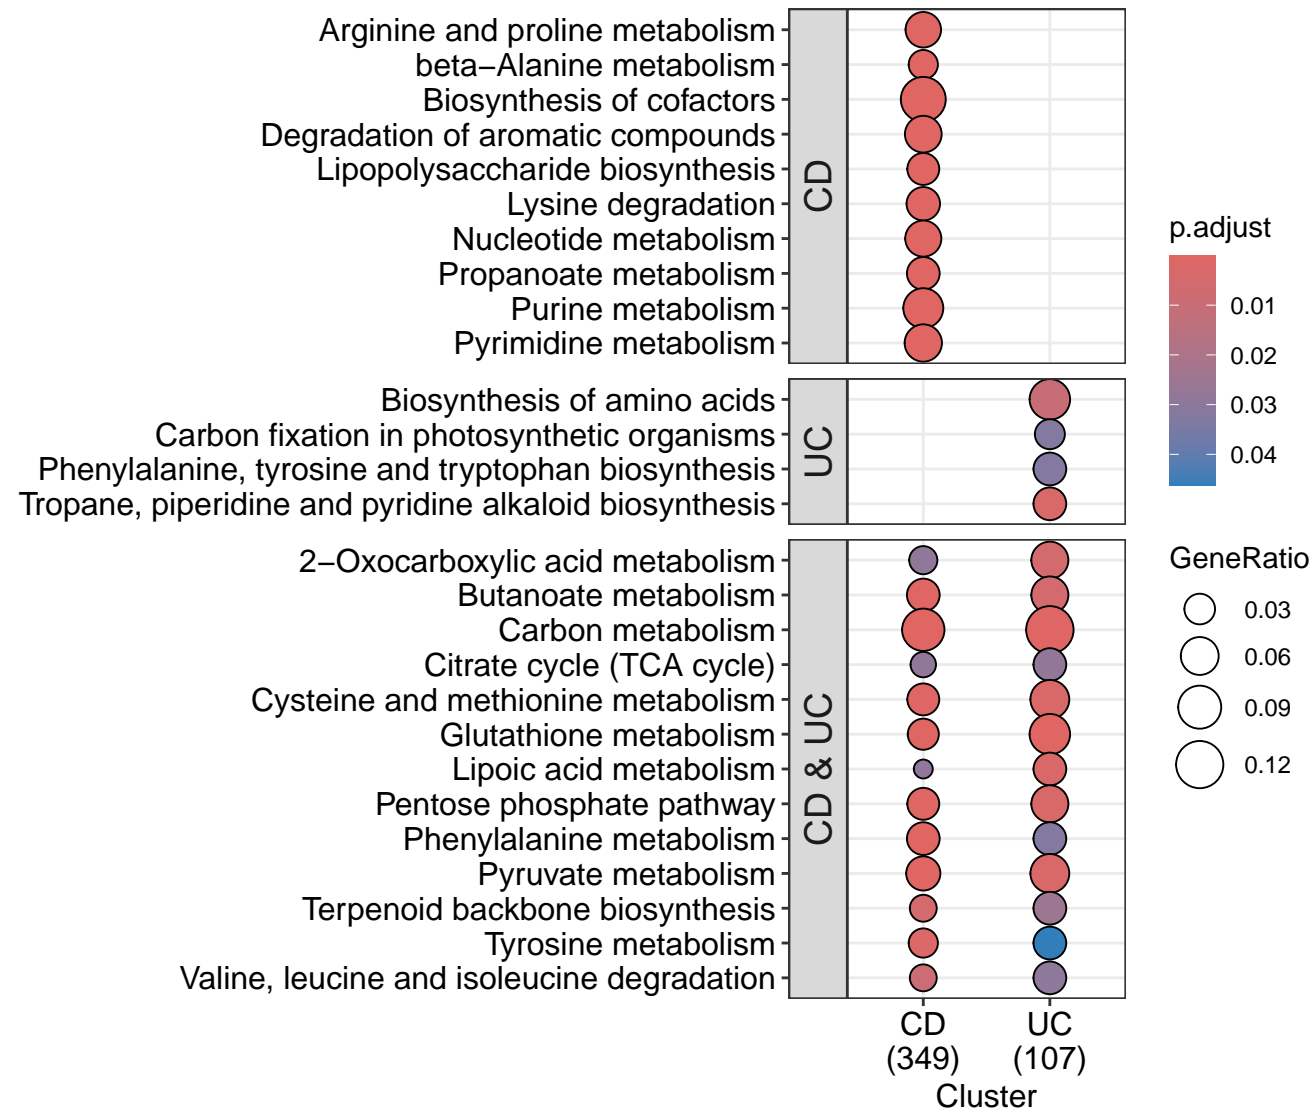 Arginine and proline metabolism
beta−Alanine metabolism
Biosynthesis of cofactors
Degradation of aromatic compounds
Lipopolysaccharide biosynthesis
Lysine degradation
Nucleotide metabolism
Propanoate metabolism
Purine metabolism
Pyrimidine metabolism
CD
Biosynthesis of amino acids
Carbon fixation in photosynthetic organisms
Phenylalanine, tyrosine and tryptophan biosynthesis
Tropane, piperidine and pyridine alkaloid biosynthesis
UC
2−Oxocarboxylic acid metabolism
Butanoate metabolism
Carbon metabolism
Citrate cycle (TCA cycle)
Cysteine and methionine metabolism
Glutathione metabolism
Lipoic acid metabolism
Pentose phosphate pathway
Phenylalanine metabolism
Pyruvate metabolism
Terpenoid backbone biosynthesis
Tyrosine metabolism
Valine, leucine and isoleucine degradation
CD & UC
CD
(349)
UC
(107)
Cluster
p.adjust
0.01
0.02
0.03
0.04
GeneRatio
0.03
0.06
0.09
0.12